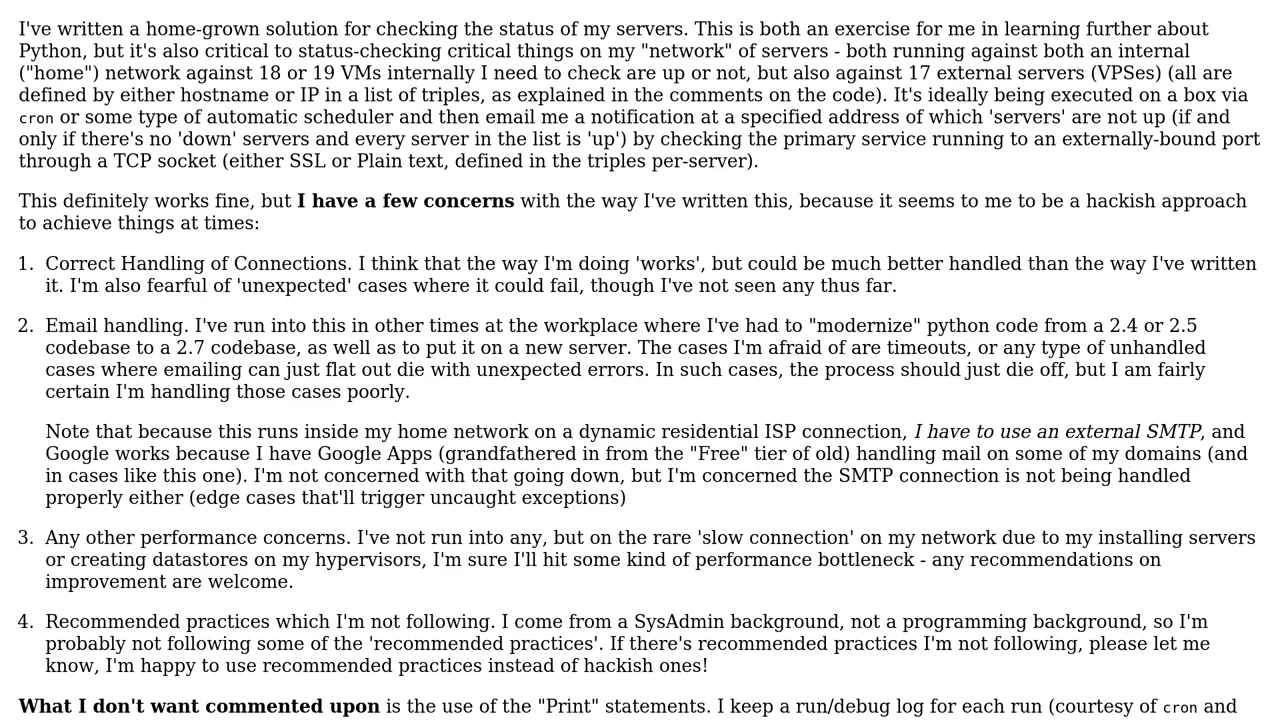 I've written a home-grown solution for checking the status of my servers. This is both an exercise for me in learning further about
Python, but it's also critical to status-checking critical things on my "network" of servers - both running against both an internal
("home") network against 18 or 19 VMs internally I need to check are up or not, but also against 17 external servers (VPSes) (all are
defined by either hostname or IP in a list of triples, as explained in the comments on the code). It's ideally being executed on a box via
cron or some type of automatic scheduler and then email me a notification at a specified address of which 'servers' are not up (if and
only if there's no 'down' servers and every server in the list is 'up') by checking the primary service running to an externally-bound port
through a TCP socket (either SSL or Plain text, defined in the triples per-server).
This definitely works fine, but I have a few concerns with the way I've written this, because it seems to me to be a hackish approach
to achieve things at times:
1. Correct Handling of Connections. I think that the way I'm doing 'works', but could be much better handled than the way I've written
it. I'm also fearful of 'unexpected' cases where it could fail, though I've not seen any thus far.
2. Email handling. I've run into this in other times at the workplace where I've had to "modernize" python code from a 2.4 or 2.5
codebase to a 2.7 codebase, as well as to put it on a new server. The cases I'm afraid of are timeouts, or any type of unhandled
cases where emailing can just flat out die with unexpected errors. In such cases, the process should just die off, but I am fairly
certain I'm handling those cases poorly.
Note that because this runs inside my home network on a dynamic residential ISP connection, I have to use an external SMTP, and
Google works because I have Google Apps (grandfathered in from the "Free" tier of old) handling mail on some of my domains (and
in cases like this one). I'm not concerned with that going down, but I'm concerned the SMTP connection is not being handled
properly either (edge cases that'll trigger uncaught exceptions)
3. Any other performance concerns. I've not run into any, but on the rare 'slow connection' on my network due to my installing servers
or creating datastores on my hypervisors, I'm sure I'll hit some kind of performance bottleneck - any recommendations on
improvement are welcome.
4. Recommended practices which I'm not following. I come from a SysAdmin background, not a programming background, so I'm
probably not following some of the 'recommended practices'. If there's recommended practices I'm not following, please let me
know, I'm happy to use recommended practices instead of hackish ones!
What I don't want commented upon is the use of the "Print" statements. I keep a run/debug log for each run (courtesy of cron and